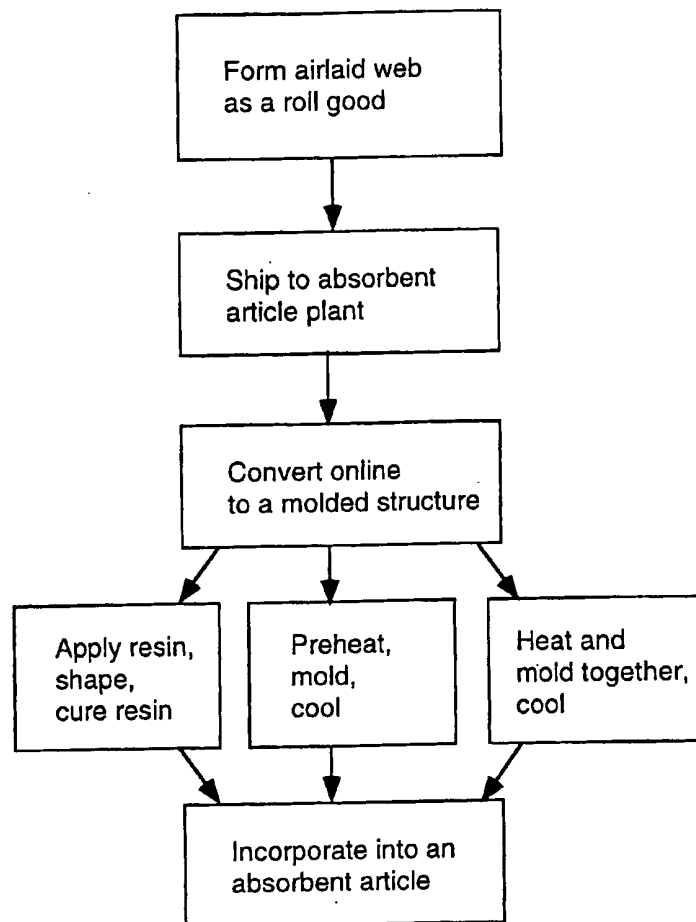 Form airlaid web
as a roll good
Ship to absorbent
article plant
Convert online
to a molded structure
Apply resin,
shape,
cure resin
Preheat,
mold,
cool
Heat and
mold together,
cool
Incorporate into an
absorbent article